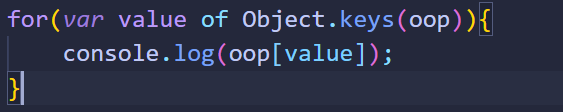 for(var value of Object.keys(oop)){
    console.log(oop[value]);
}